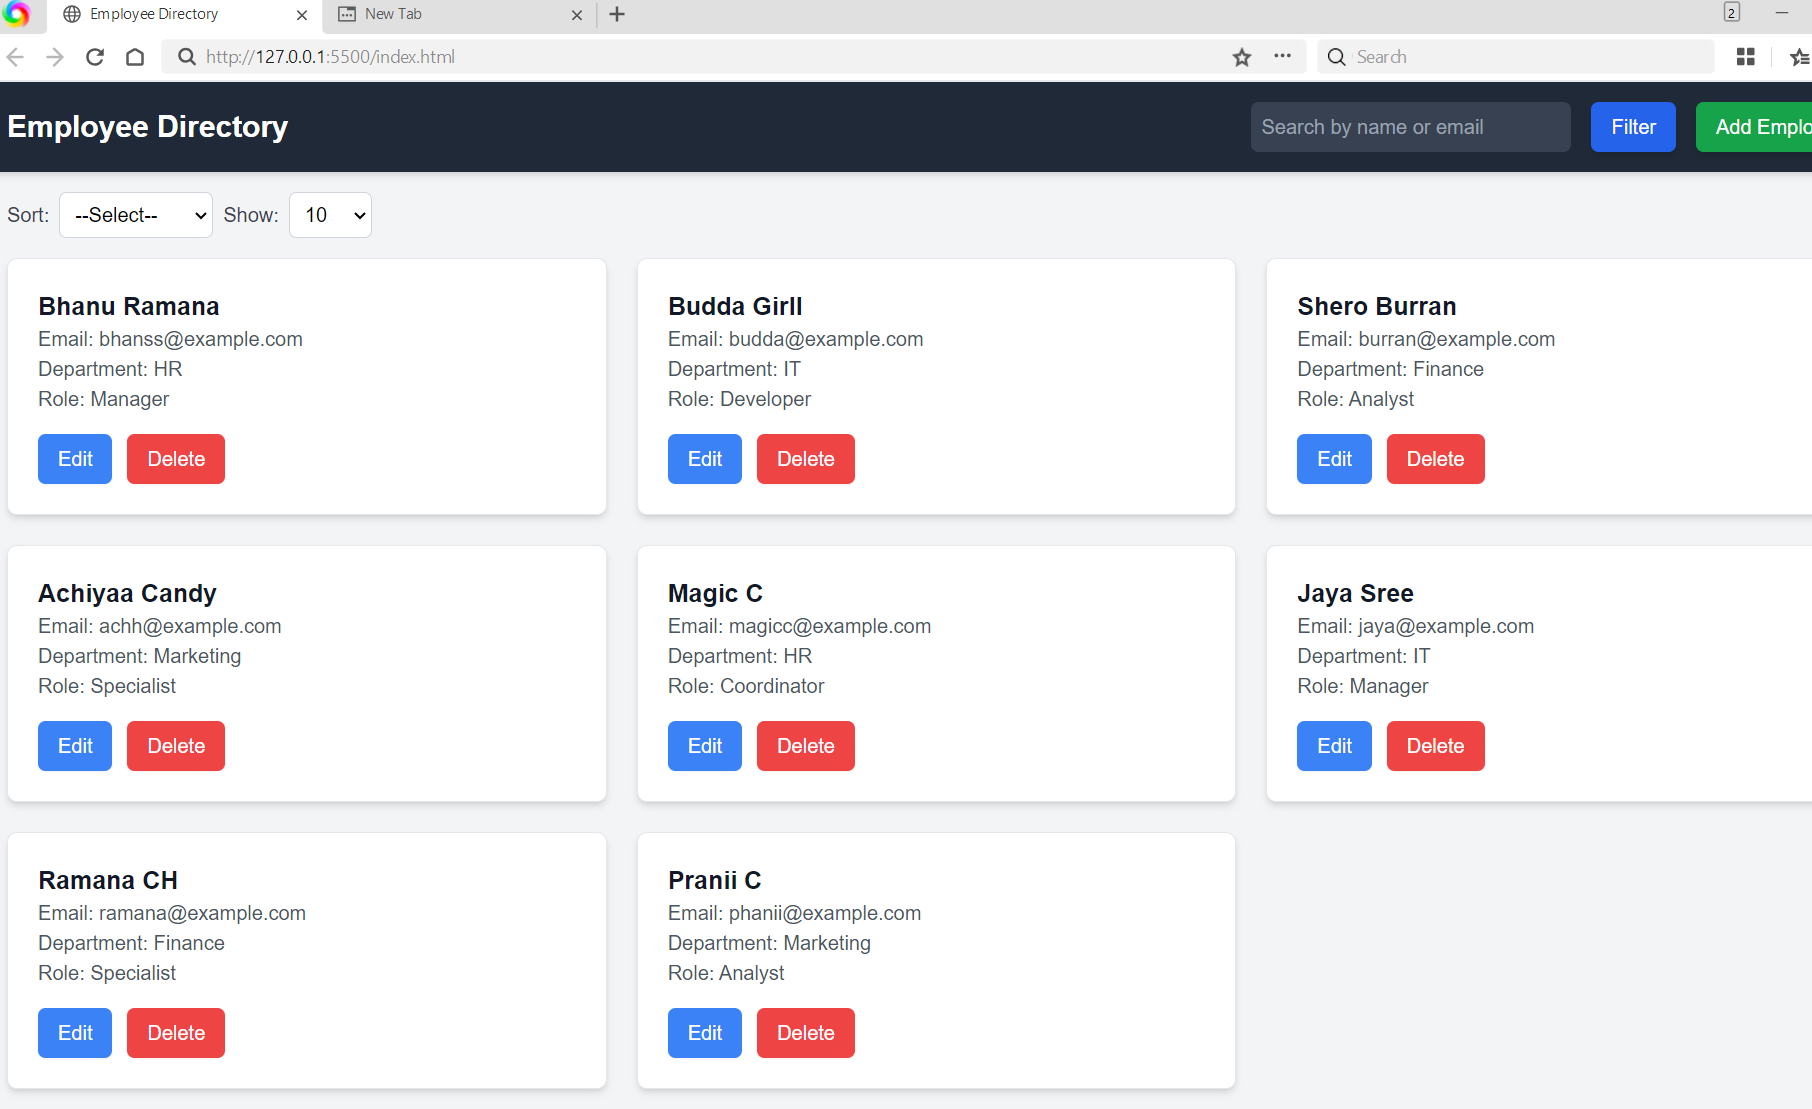 Employee Directory
New Tab
2
http://127.0.0.1:5500/index.html
Search
Employee Directory
Search by name or email
Filter
Add Emplo
Sort:
--Select--
Show:
10
Bhanu Ramana
Email: bhanss@example.com
Department: HR
Role: Manager
Edit
Delete
Budda Girll
Email: budda@example.com
Department: IT
Role: Developer
Edit
Delete
Shero Burran
Email: burran@example.com
Department: Finance
Role: Analyst
Edit
Delete
Achiyaa Candy
Email: achh@example.com
Department: Marketing
Role: Specialist
Edit
Delete
Magic C
Email: magicc@example.com
Department: HR
Role: Coordinator
Edit
Delete
Jaya Sree
Email: jaya@example.com
Department: IT
Role: Manager
Edit
Delete
Ramana CH
Email: ramana@example.com
Department: Finance
Role: Specialist
Edit
Delete
Pranii C
Email: phanii@example.com
Department: Marketing
Role: Analyst
Edit
Delete